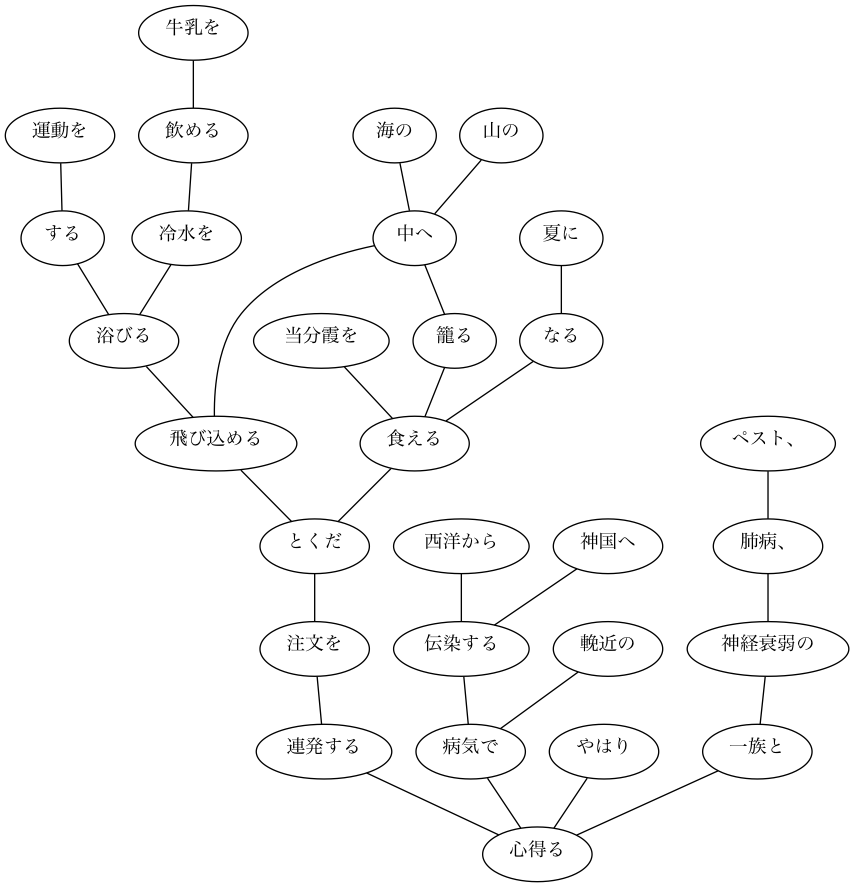 牛乳を
運動を
飲める
海の
山の
する
冷水を
中へ
夏に
浴びる
当分霞を
籠る
なる
飛び込める
食える
ペスト、
とくだ
西洋から
神国へ
肺病、
注文を
伝染する
輓近の
神経衰弱の
連発する
病気で
やはり
一族と
心得る